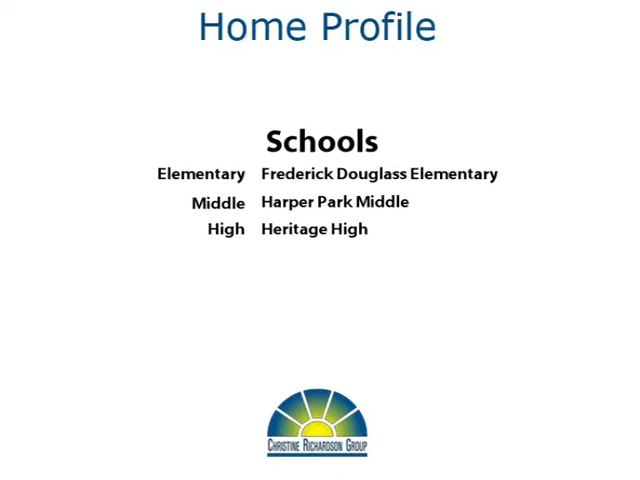 Home Profile
Schools
Elementary Frederick Douglass Elementary
Middle Harper Park Middle
High Heritage High
CHRISTINE RICHARDSON GROUP